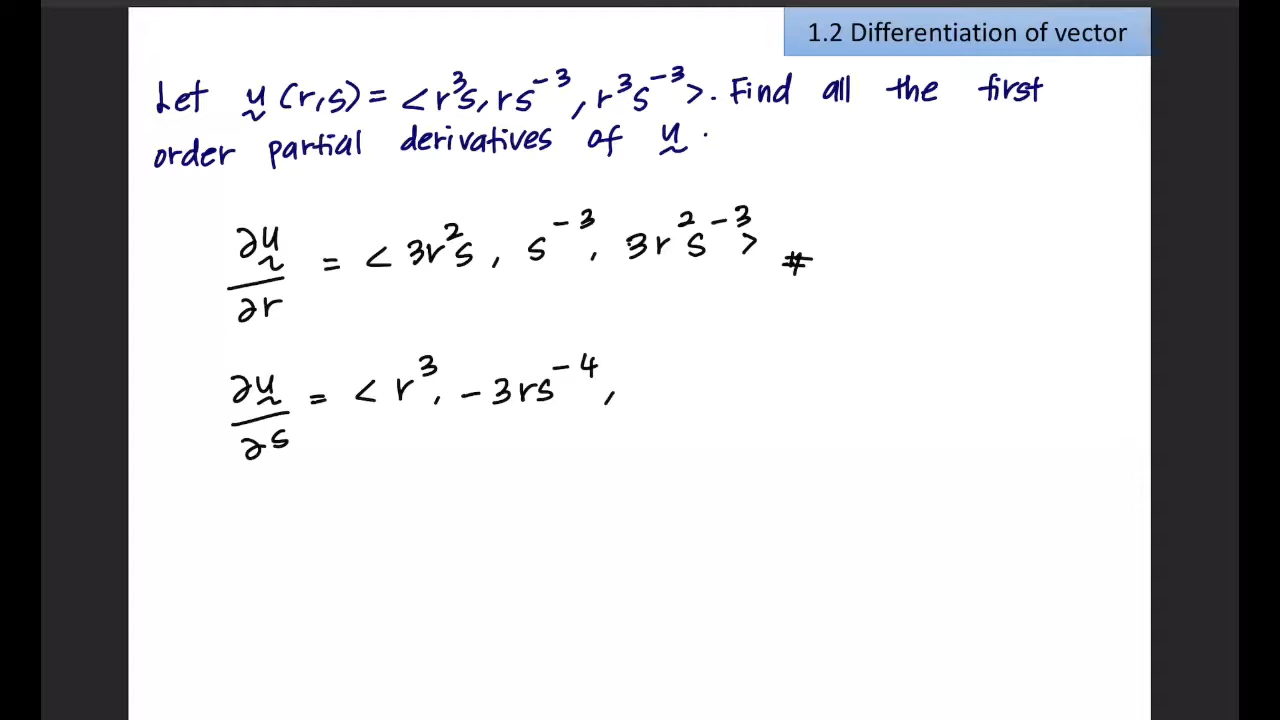 1.2 Differentiation of vector
Let ṵ(r,s) = <r³s, rs⁻³, r³s⁻³>. Find all the first
order partial derivatives of ṵ.
∂ṵ/∂r = < 3r²s, s⁻³, 3r²s⁻³> #
∂ṵ/∂s = < r³, -3rs⁻⁴,